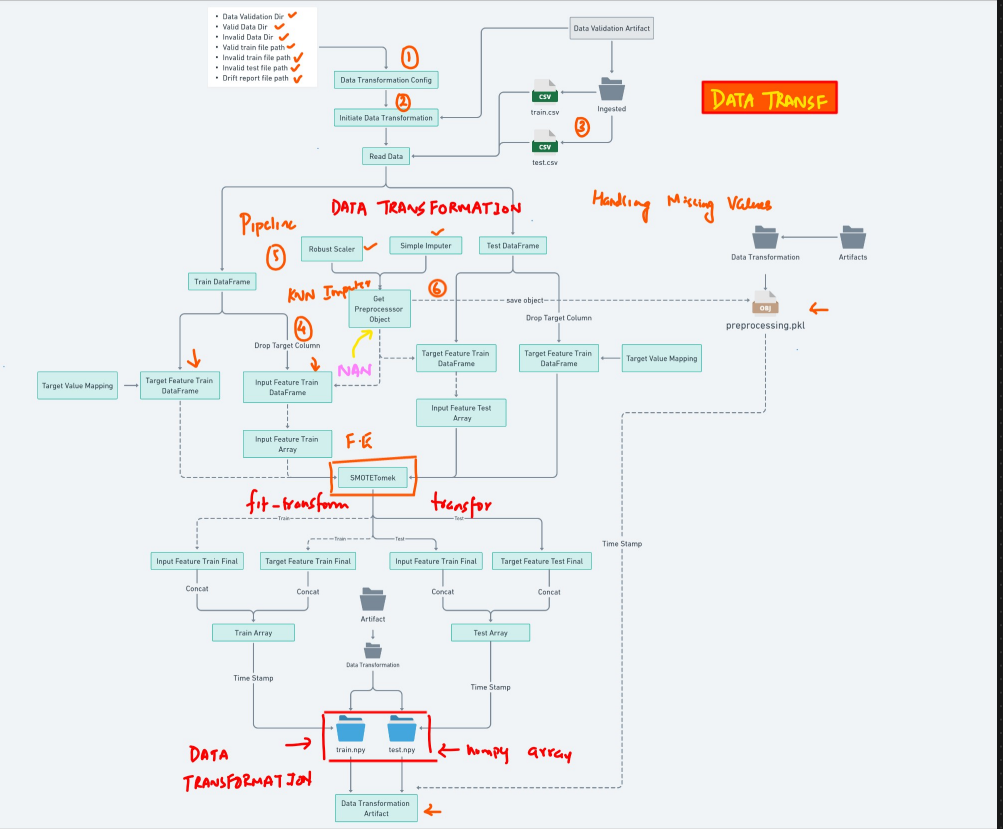 Data Validation Dir
Valid Data Dir
Invalid Data Dir
Valid train file path
Invalid train file path
Invalid test file path
Drift report file path
Data Validation Artifact
1
Data Transformation Config
2
Initiate Data Transformation
CSV
train.csv
Ingested
3
CSV
test.csv
DATA TRANSF
Read Data
DATA TRANSFORMATION
Handling Missing Values
Pipeline
5
Robust Scaler
Simple Imputer
Test DataFrame
Data Transformation
Artifacts
Train DataFrame
KNN Imputer
6
Get
Preprocesssor
Object
save object
OBJ
preprocessing.pkl
Drop Target Column
4
Drop Target Column
NAN
Target Value Mapping
Target Feature Train
DataFrame
Input Feature Train
DataFrame
Target Feature Train
DataFrame
Target Feature Train
DataFrame
Target Value Mapping
Input Feature Test
Array
Input Feature Train
Array
F.E
SMOTETomek
fit-transform
transfor
Train
Test
Train
Test
Time Stamp
Input Feature Train Final
Target Feature Train Final
Input Feature Train Final
Target Feature Test Final
Concat
Concat
Concat
Concat
Artifact
Train Array
Test Array
Data Transformation
Time Stamp
Time Stamp
train.npy
test.npy
DATA
TRANSFORMATION
numpy array
Data Transformation
Artifact